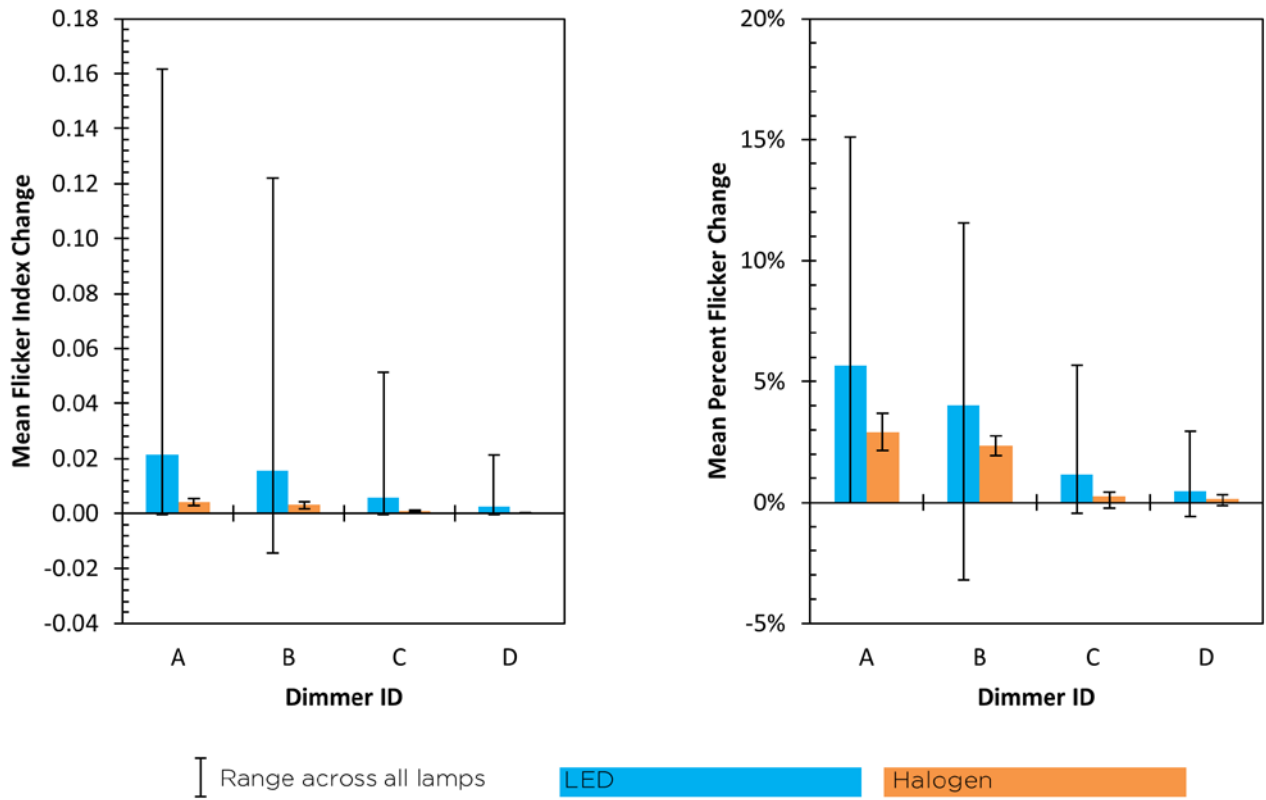 Mean Flicker Index Change
0.18
0.16
0.14
0.12
0.10
0.08
0.06
0.04
0.02
0.00
-0.02
-0.04
A B C D
Dimmer ID
Mean Percent Flicker Change
20%
15%
10%
5%
0%
-5%
A B C D
Dimmer ID
Range across all lamps LED Halogen